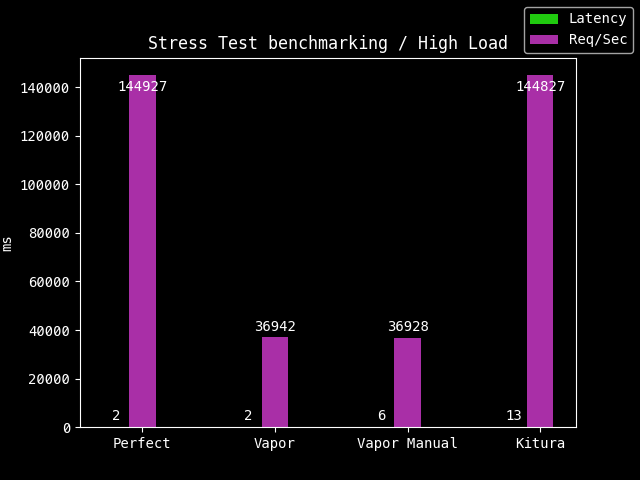 Latency
Req/Sec
Stress Test benchmarking / High Load
ms
140000
120000
100000
80000
60000
40000
20000
0
144927
36942
36928
144827
2
2
6
13
Perfect
Vapor
Vapor Manual
Kitura